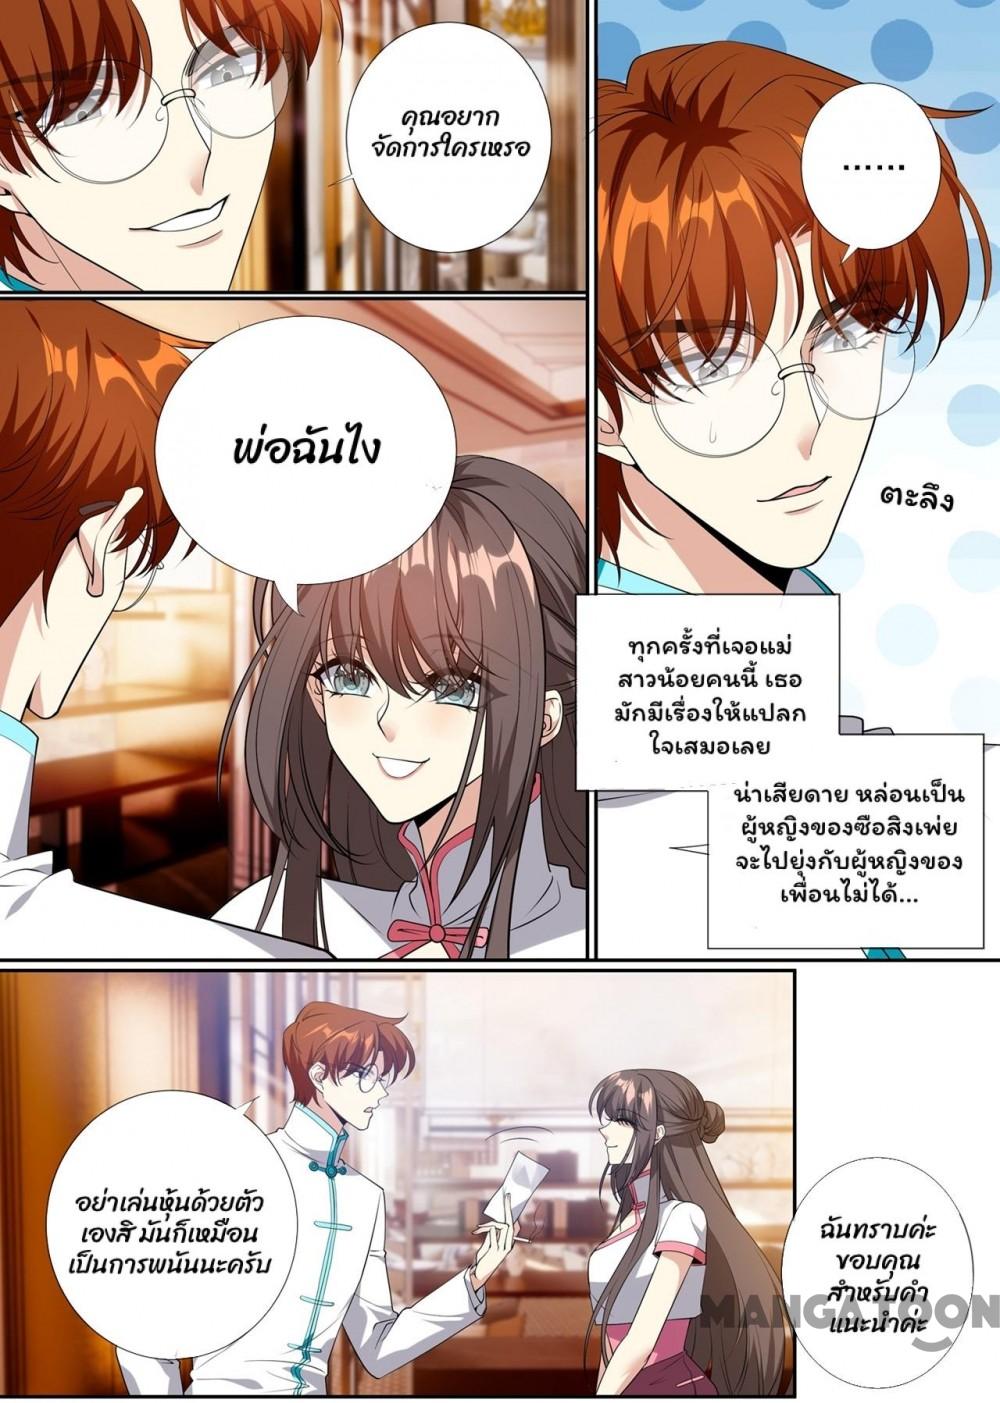 คุณอยาก
จัดการใครเหรอ
......
พ่อฉันไง
ตะลึง
ทุกครั้งที่เจอแม่
สาวน้อยคนนี้ เธอ
มักมีเรื่องให้แปลก
ใจเสมอเลย
น่าเสียดาย หล่อนเป็น
ผู้หญิงของซือสิงเพ่ย
จะไปยุ่งกับผู้หญิงของ
เพื่อนไม่ได้...
อย่าเล่นหุ้นด้วยตัว
เองสิ มันก็เหมือน
เป็นการพนันนะครับ
ฉันทราบค่ะ
ขอบคุณ
สำหรับคำ
แนะนำค่ะ
MANGATOON